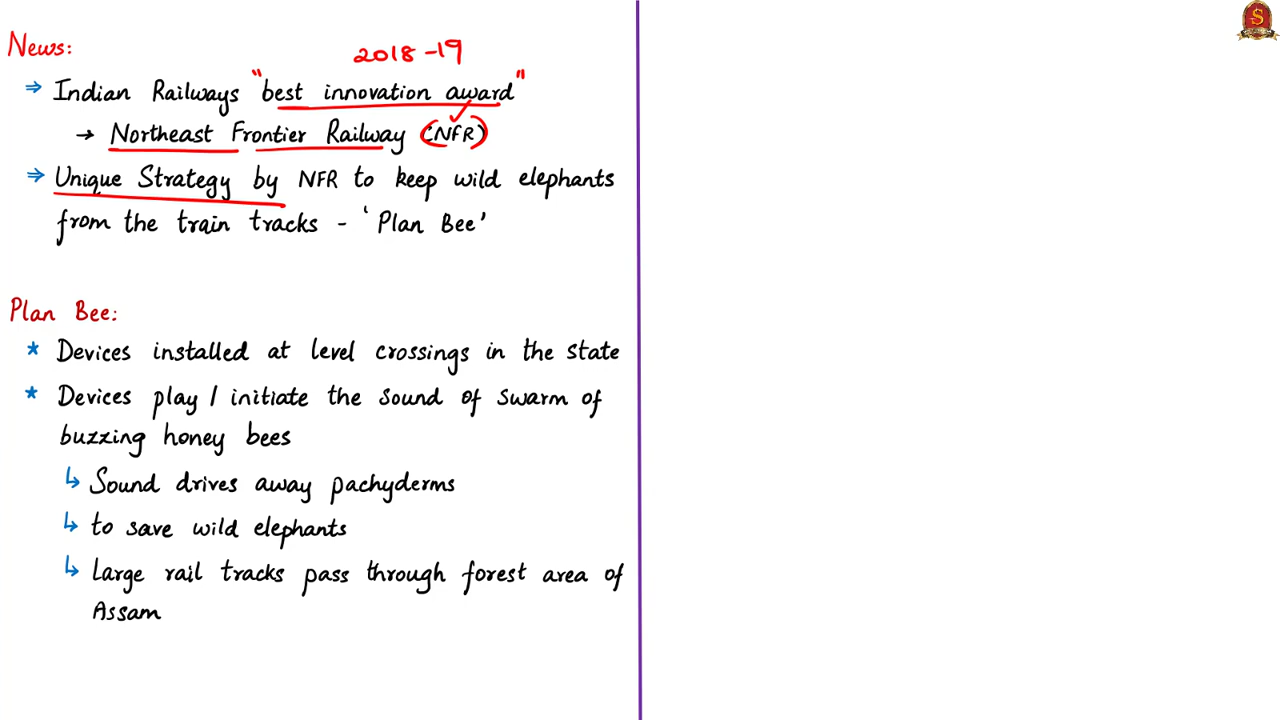 News:
2018-19
⇒ Indian Railways "best innovation award"
→ Northeast Frontier Railway (NFR)
⇒ Unique Strategy by NFR to keep wild elephants
from the train tracks - 'Plan Bee'
Plan Bee:
* Devices installed at level crossings in the state
* Devices play / initiate the sound of swarm of
buzzing honey bees
↳ Sound drives away pachyderms
↳ to save wild elephants
↳ Large rail tracks pass through forest area of
Assam
S